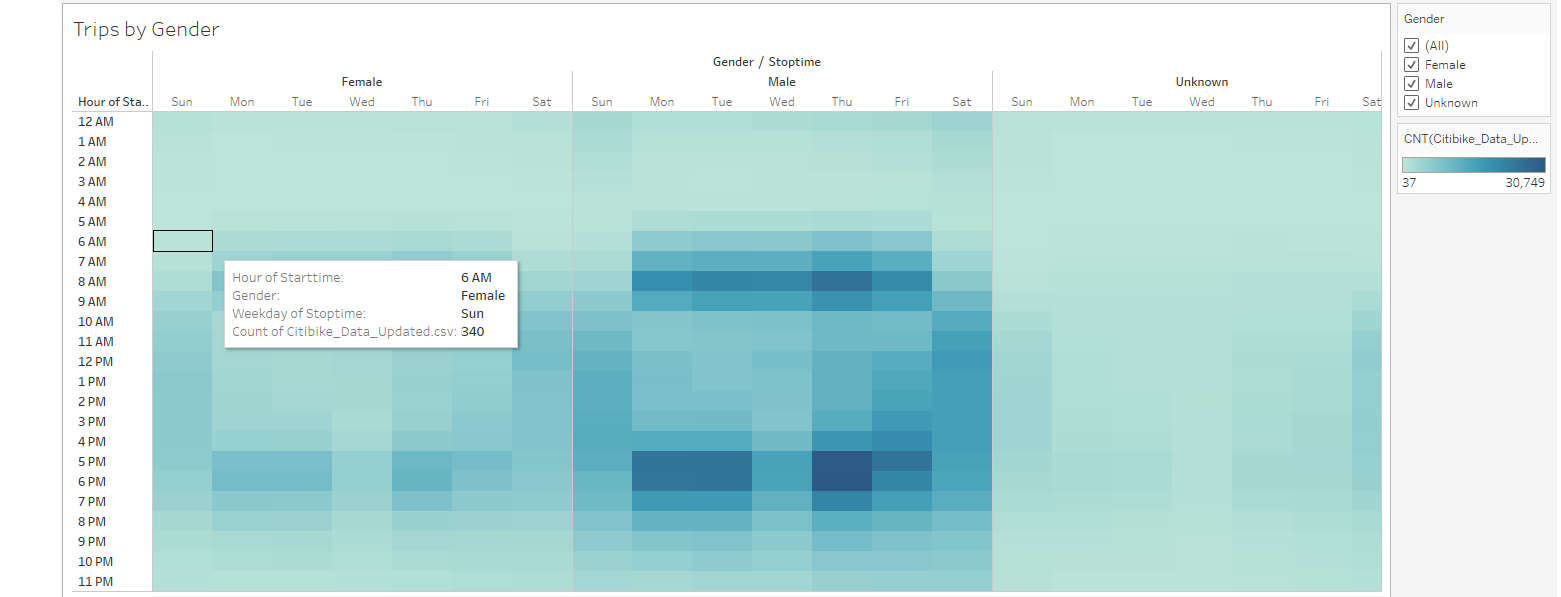 Trips by Gender
Gender / Stoptime
Female Male Unknown
Hour of Sta.. Sun Mon Tue Wed Thu Fri Sat Sun Mon Tue Wed Thu Fri Sat Sun Mon Tue Wed Thu Fri Sat
12 AM
1 AM
2 AM
3 AM
4 AM
5 AM
6 AM
7 AM
8 AM
9 AM
10 AM
11 AM
12 PM
1 PM
2 PM
3 PM
4 PM
5 PM
6 PM
7 PM
8 PM
9 PM
10 PM
11 PM
Hour of Starttime: 6 AM
Gender: Female
Weekday of Stoptime: Sun
Count of Citibike_Data_Updated.csv: 340
Gender
(All)
Female
Male
Unknown
CNT(Citibike_Data_Up...
37 30,749